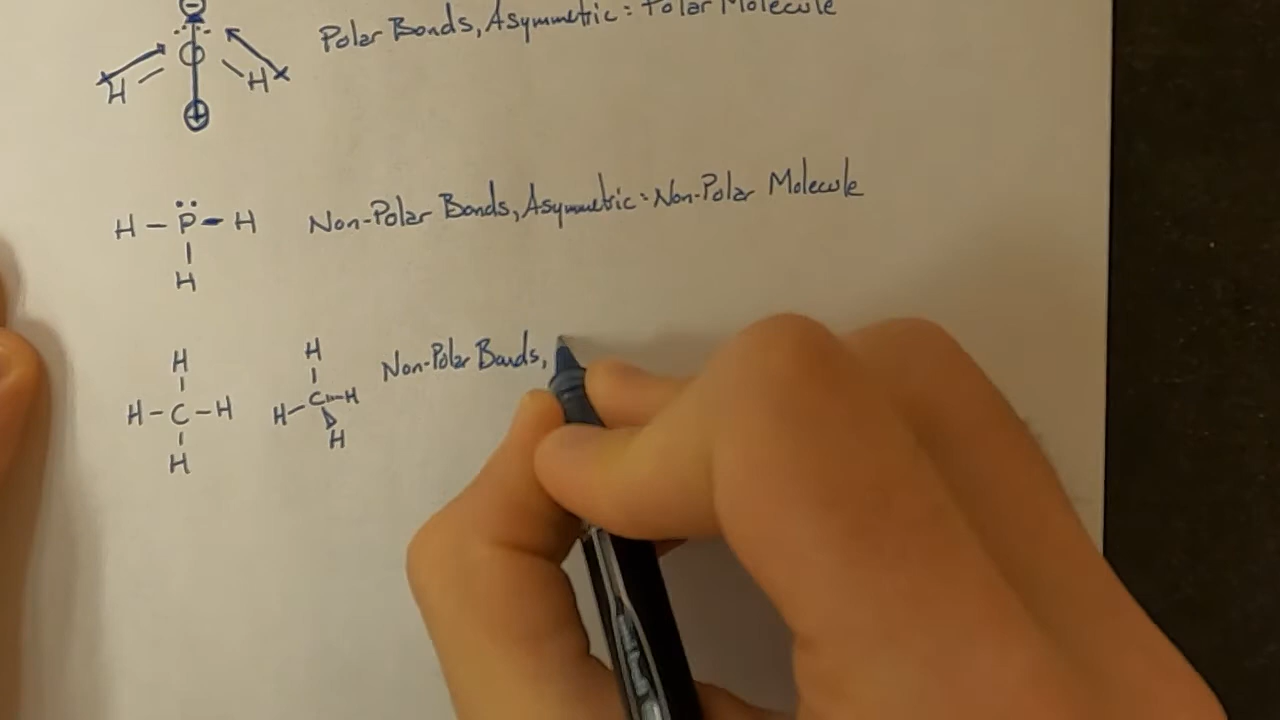 Polar Bonds, Asymmetric: Polar Molecule
H O H
H - P - H Non-Polar Bonds, Asymmetric: Non-Polar Molecule
H
H H Non-Polar Bonds,
H - C - H H C H
H H